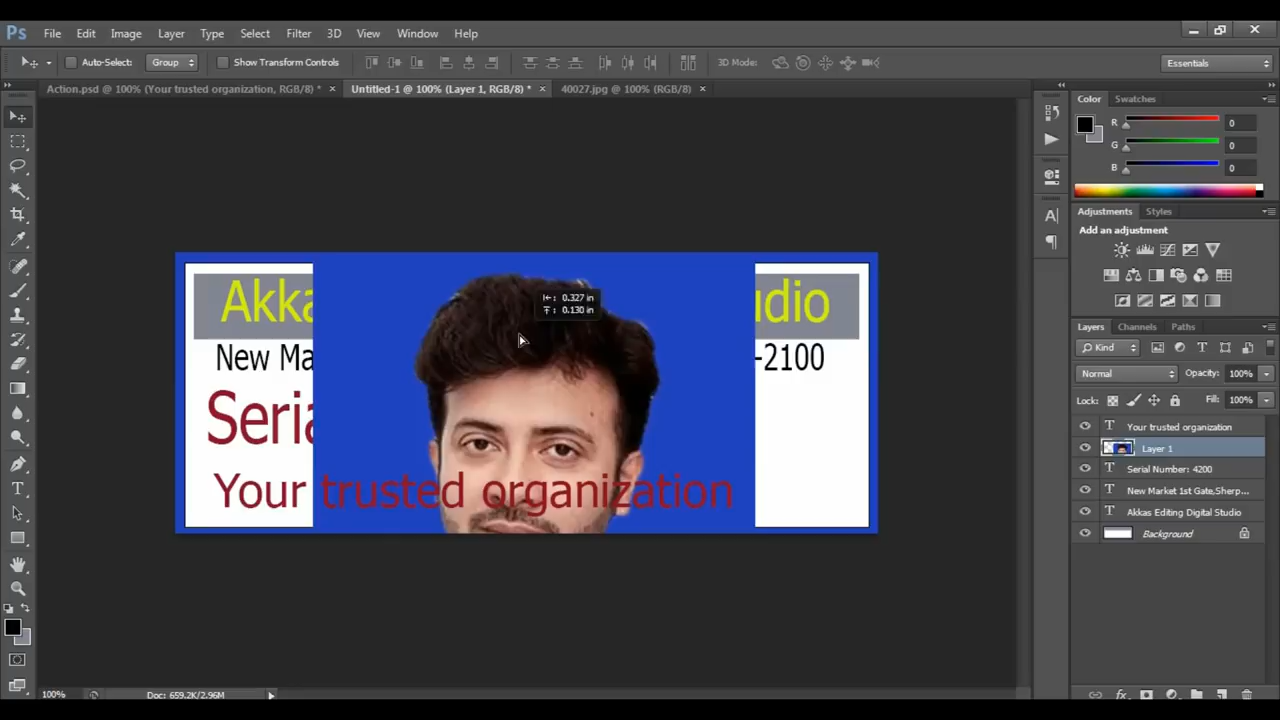 Ps File Edit Image Layer Type Select Filter 3D View Window Help
Auto-Select: Group Show Transform Controls 3D Mode: Essentials
Action.psd @ 100% (Your trusted organization, RGB/8) * × Untitled-1 @ 100% (Layer 1, RGB/8) * × 40027.jpg @ 100% (RGB/8) ×
Color Swatches
R 0
G 0
B 0
Adjustments Styles
Add an adjustment
Layers Channels Paths
Kind
Normal Opacity: 100%
Lock: Fill: 100%
Your trusted organization
Layer 1
Serial Number: 4200
New Market 1st Gate,Sherp...
Akkas Editing Digital Studio
Background
Akka udio
New Ma -2100
Seria
Your trusted organization
0.327 in
0.130 in
100% Doc: 659.2K/2.96M